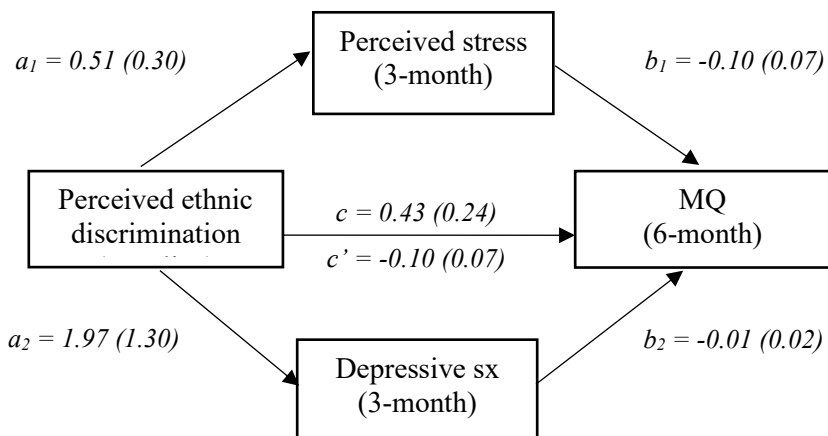 Perceived stress
(3-month)
a1 = 0.51 (0.30)
b1 = -0.10 (0.07)
Perceived ethnic
discrimination
c = 0.43 (0.24)
c’ = -0.10 (0.07)
MQ
(6-month)
a2 = 1.97 (1.30)
b2 = -0.01 (0.02)
Depressive sx
(3-month)